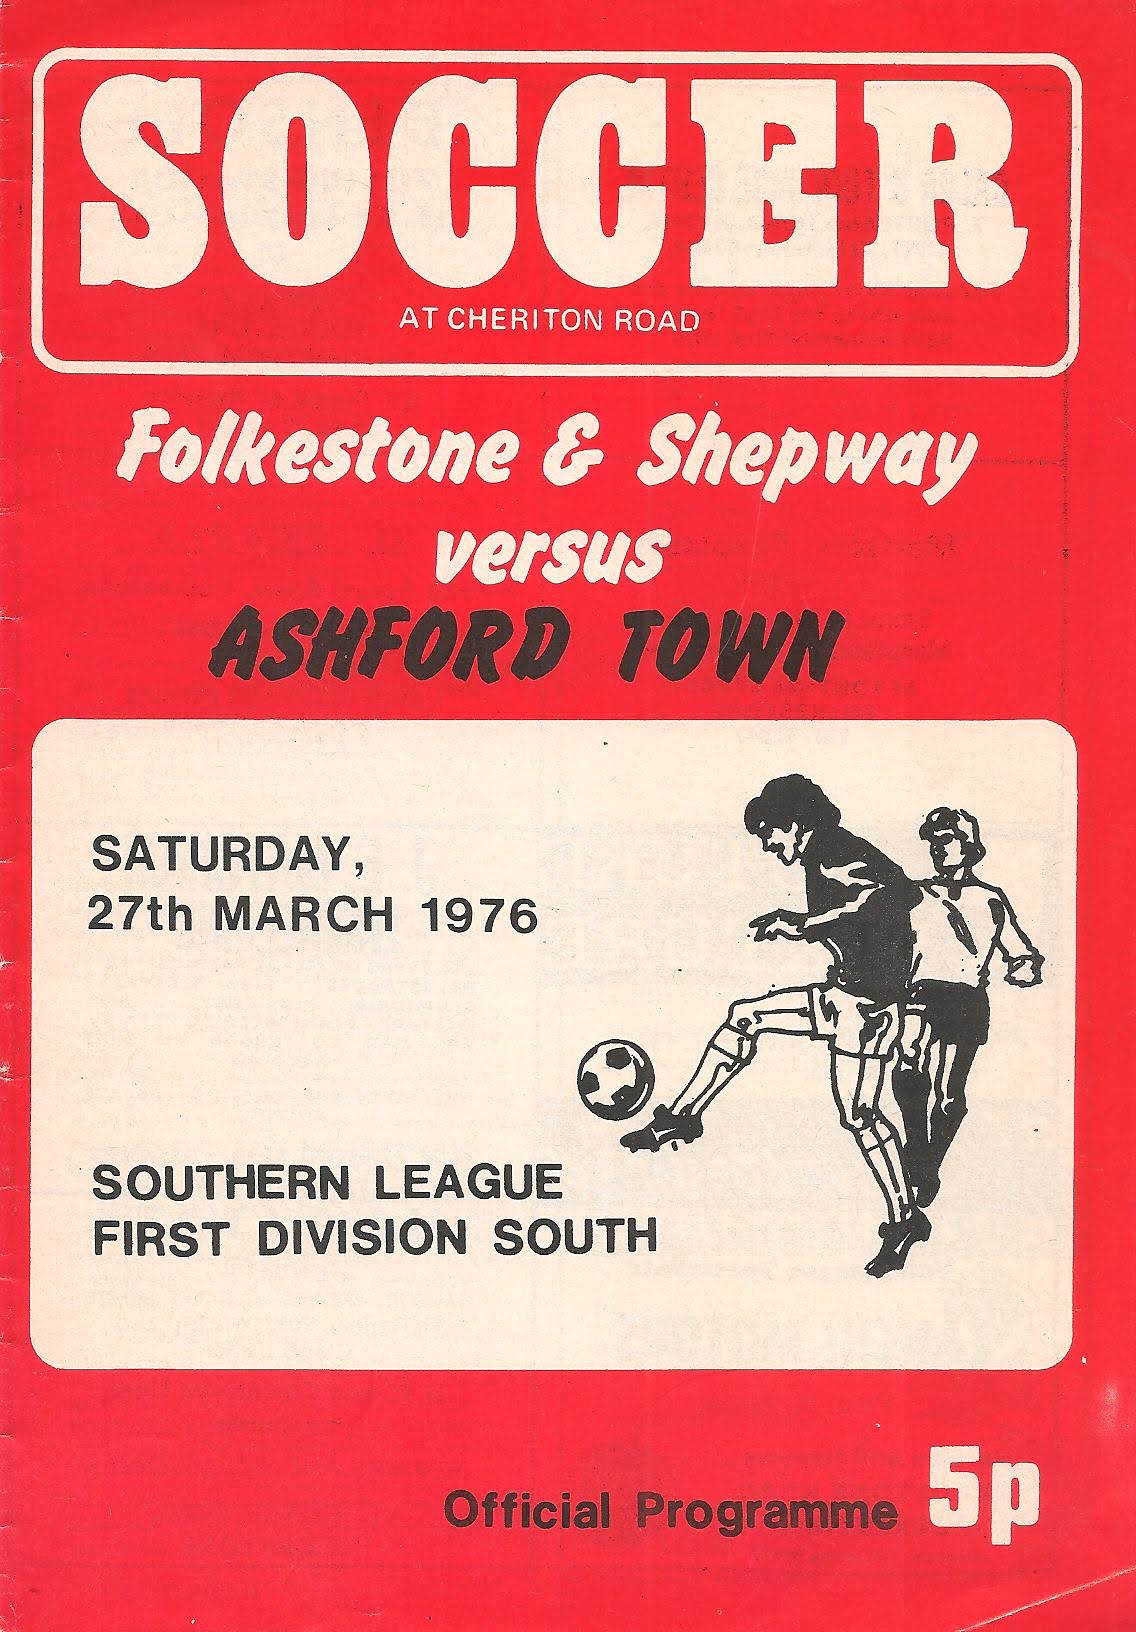 SOCCER
AT CHERITON ROAD
Folkestone & Shepway
versus
ASHFORD TOWN
SATURDAY,
27th MARCH 1976
SOUTHERN LEAGUE
FIRST DIVISION SOUTH
Official Programme 5p